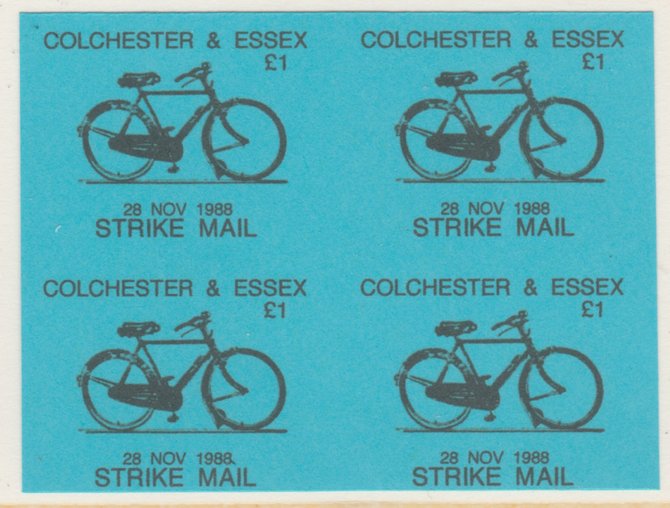 COLCHESTER & ESSEX
£1
28 NOV 1988
STRIKE MAIL
COLCHESTER & ESSEX
£1
28 NOV 1988
STRIKE MAIL
COLCHESTER & ESSEX
£1
28 NOV 1988
STRIKE MAIL
COLCHESTER & ESSEX
£1
28 NOV 1988
STRIKE MAIL